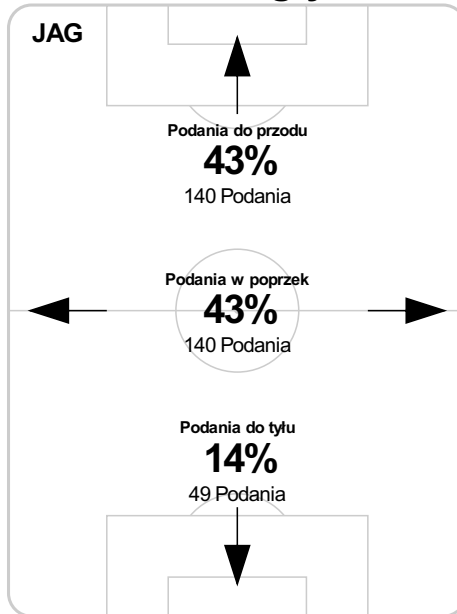 JAG
Podania do przodu
43%
140 Podania
Podania w poprzek
43%
140 Podania
Podania do tyłu
14%
49 Podania